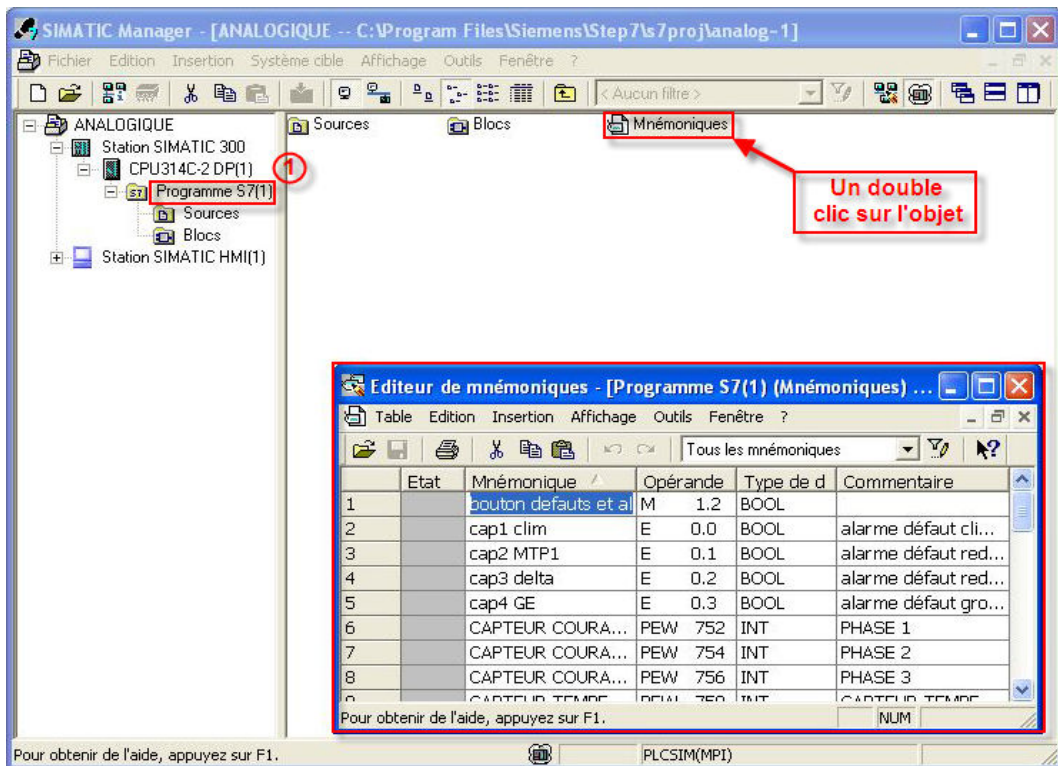 SIMATIC Manager - [ANALOGIQUE -- C:\Program Files\Siemens\Step7\s7proj\analog-1]
Fichier Edition Insertion Système cible Affichage Outils Fenêtre ?
< Aucun filtre >
ANALOGIQUE
Station SIMATIC 300
CPU314C-2 DP(1)
1
Programme S7(1)
Sources
Blocs
Station SIMATIC HMI(1)
Sources Blocs Mnémoniques
Un double
clic sur l'objet
Editeur de mnémoniques - [Programme S7(1) (Mnémoniques) ...
Table Edition Insertion Affichage Outils Fenêtre ?
Tous les mnémoniques
Etat Mnémonique Opérande Type de d Commentaire
1 bouton defauts et al M 1.2 BOOL
2 cap1 clim E 0.0 BOOL alarme défaut cli...
3 cap2 MTP1 E 0.1 BOOL alarme défaut red...
4 cap3 delta E 0.2 BOOL alarme défaut red...
5 cap4 GE E 0.3 BOOL alarme défaut gro...
6 CAPTEUR COURA... PEW 752 INT PHASE 1
7 CAPTEUR COURA... PEW 754 INT PHASE 2
8 CAPTEUR COURA... PEW 756 INT PHASE 3
Pour obtenir de l'aide, appuyez sur F1. NUM
Pour obtenir de l'aide, appuyez sur F1. PLCSIM(MPI)